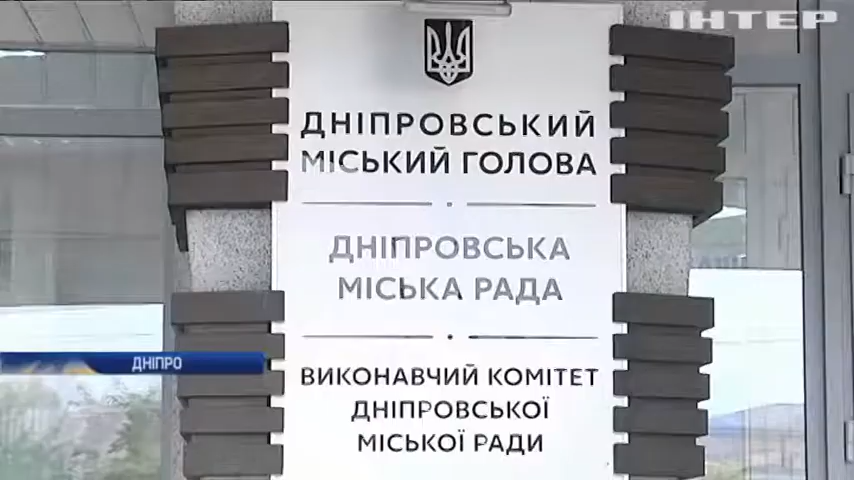 ІНТЕР
ДНІПРОВСЬКИЙ
МІСЬКИЙ ГОЛОВА
ДНІПРОВСЬКА
МІСЬКА РАДА
ДНІПРО
ВИКОНАВЧИЙ КОМІТЕТ
ДНІПРОВСЬКОЇ
МІСЬКОЇ РАДИ